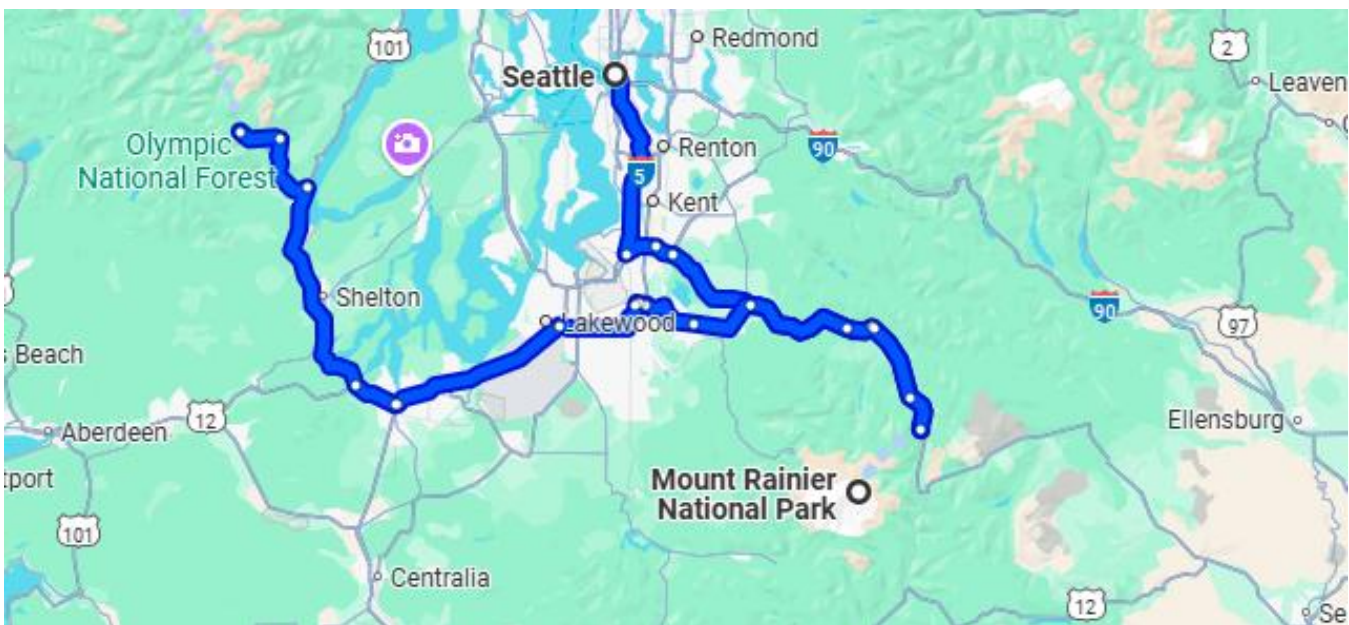 101
Redmond
2
Seattle
Leaven
Olympic
National Forest
5
Renton
90
Kent
Shelton
Lakewood
90
97
s Beach
12
Aberdeen
Ellensburg
tport
Mount Rainier
National Park
101
Centralia
12
Se